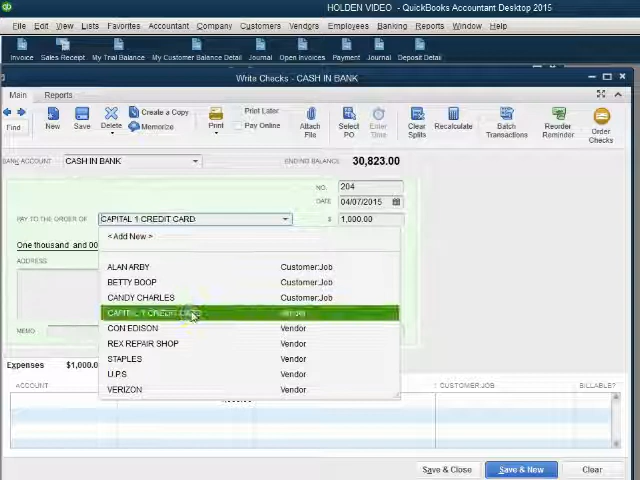 HOLDEN VIDEO - QuickBooks Accountant Desktop 2015
File Edit View Lists Favorites Accountant Company Customers Vendors Employees Banking Reports Window Help
Invoice Sales Receipt My Trial Balance My Customer Balance Detail Journal Open Invoices Payment Journal Deposit Detail
Write Checks - CASH IN BANK
Main Reports
Find New Save Delete Create a Copy Memorize Print Print Later Pay Online Attach File Select PO Enter Time Clear Splits Recalculate Batch Transactions Reorder Reminder Order Checks
BANK ACCOUNT CASH IN BANK ENDING BALANCE 30,823.00
NO. 204
DATE 04/07/2015
PAY TO THE ORDER OF CAPITAL 1 CREDIT CARD $ 1,000.00
< Add New >
One thousand and 00
ADDRESS
ALAN ARBY Customer:Job
BETTY BOOP Customer:Job
CANDY CHARLES Customer:Job
CAPITAL 1 CREDIT CARD Vendor
MEMO CON EDISON Vendor
REX REPAIR SHOP Vendor
Expenses $1,000.0 STAPLES Vendor
U.P.S Vendor
ACCOUNT VERIZON Vendor CUSTOMER:JOB BILLABLE?
Save & Close Save & New Clear